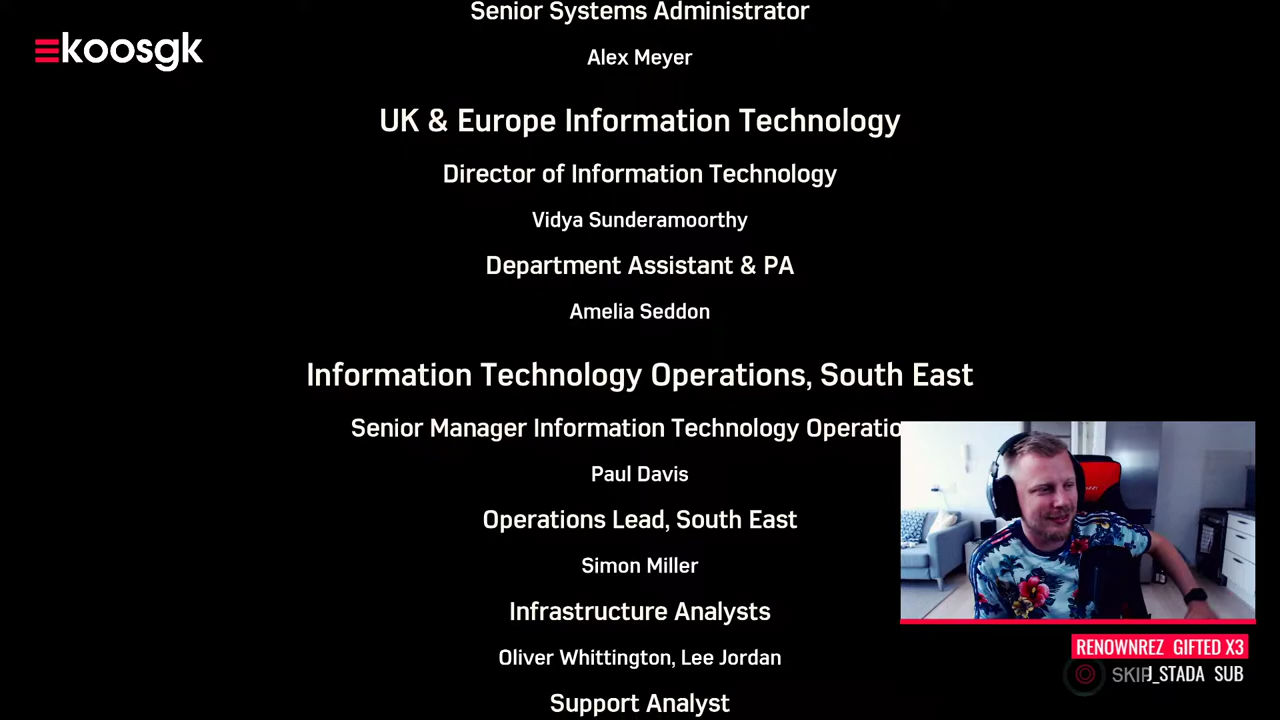 Senior Systems Administrator
koosgk
Alex Meyer
UK & Europe Information Technology
Director of Information Technology
Vidya Sunderamoorthy
Department Assistant & PA
Amelia Seddon
Information Technology Operations, South East
Senior Manager Information Technology Operatio
Paul Davis
Operations Lead, South East
Simon Miller
Infrastructure Analysts
Oliver Whittington, Lee Jordan
RENOWNREZ GIFTED X3
SKIP
J_STADA SUB
Support Analyst